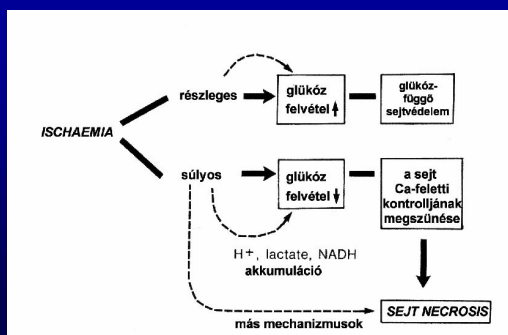 részleges
glükóz
felvétel
glükóz-
függő
sejtvédelem
ISCHAEMIA
súlyos
glükóz
felvétel
a sejt
Ca-feletti
kontrolljának
megszünése
H+, lactate, NADH
akkumuláció
SEJT NECROSIS
más mechanizmusok